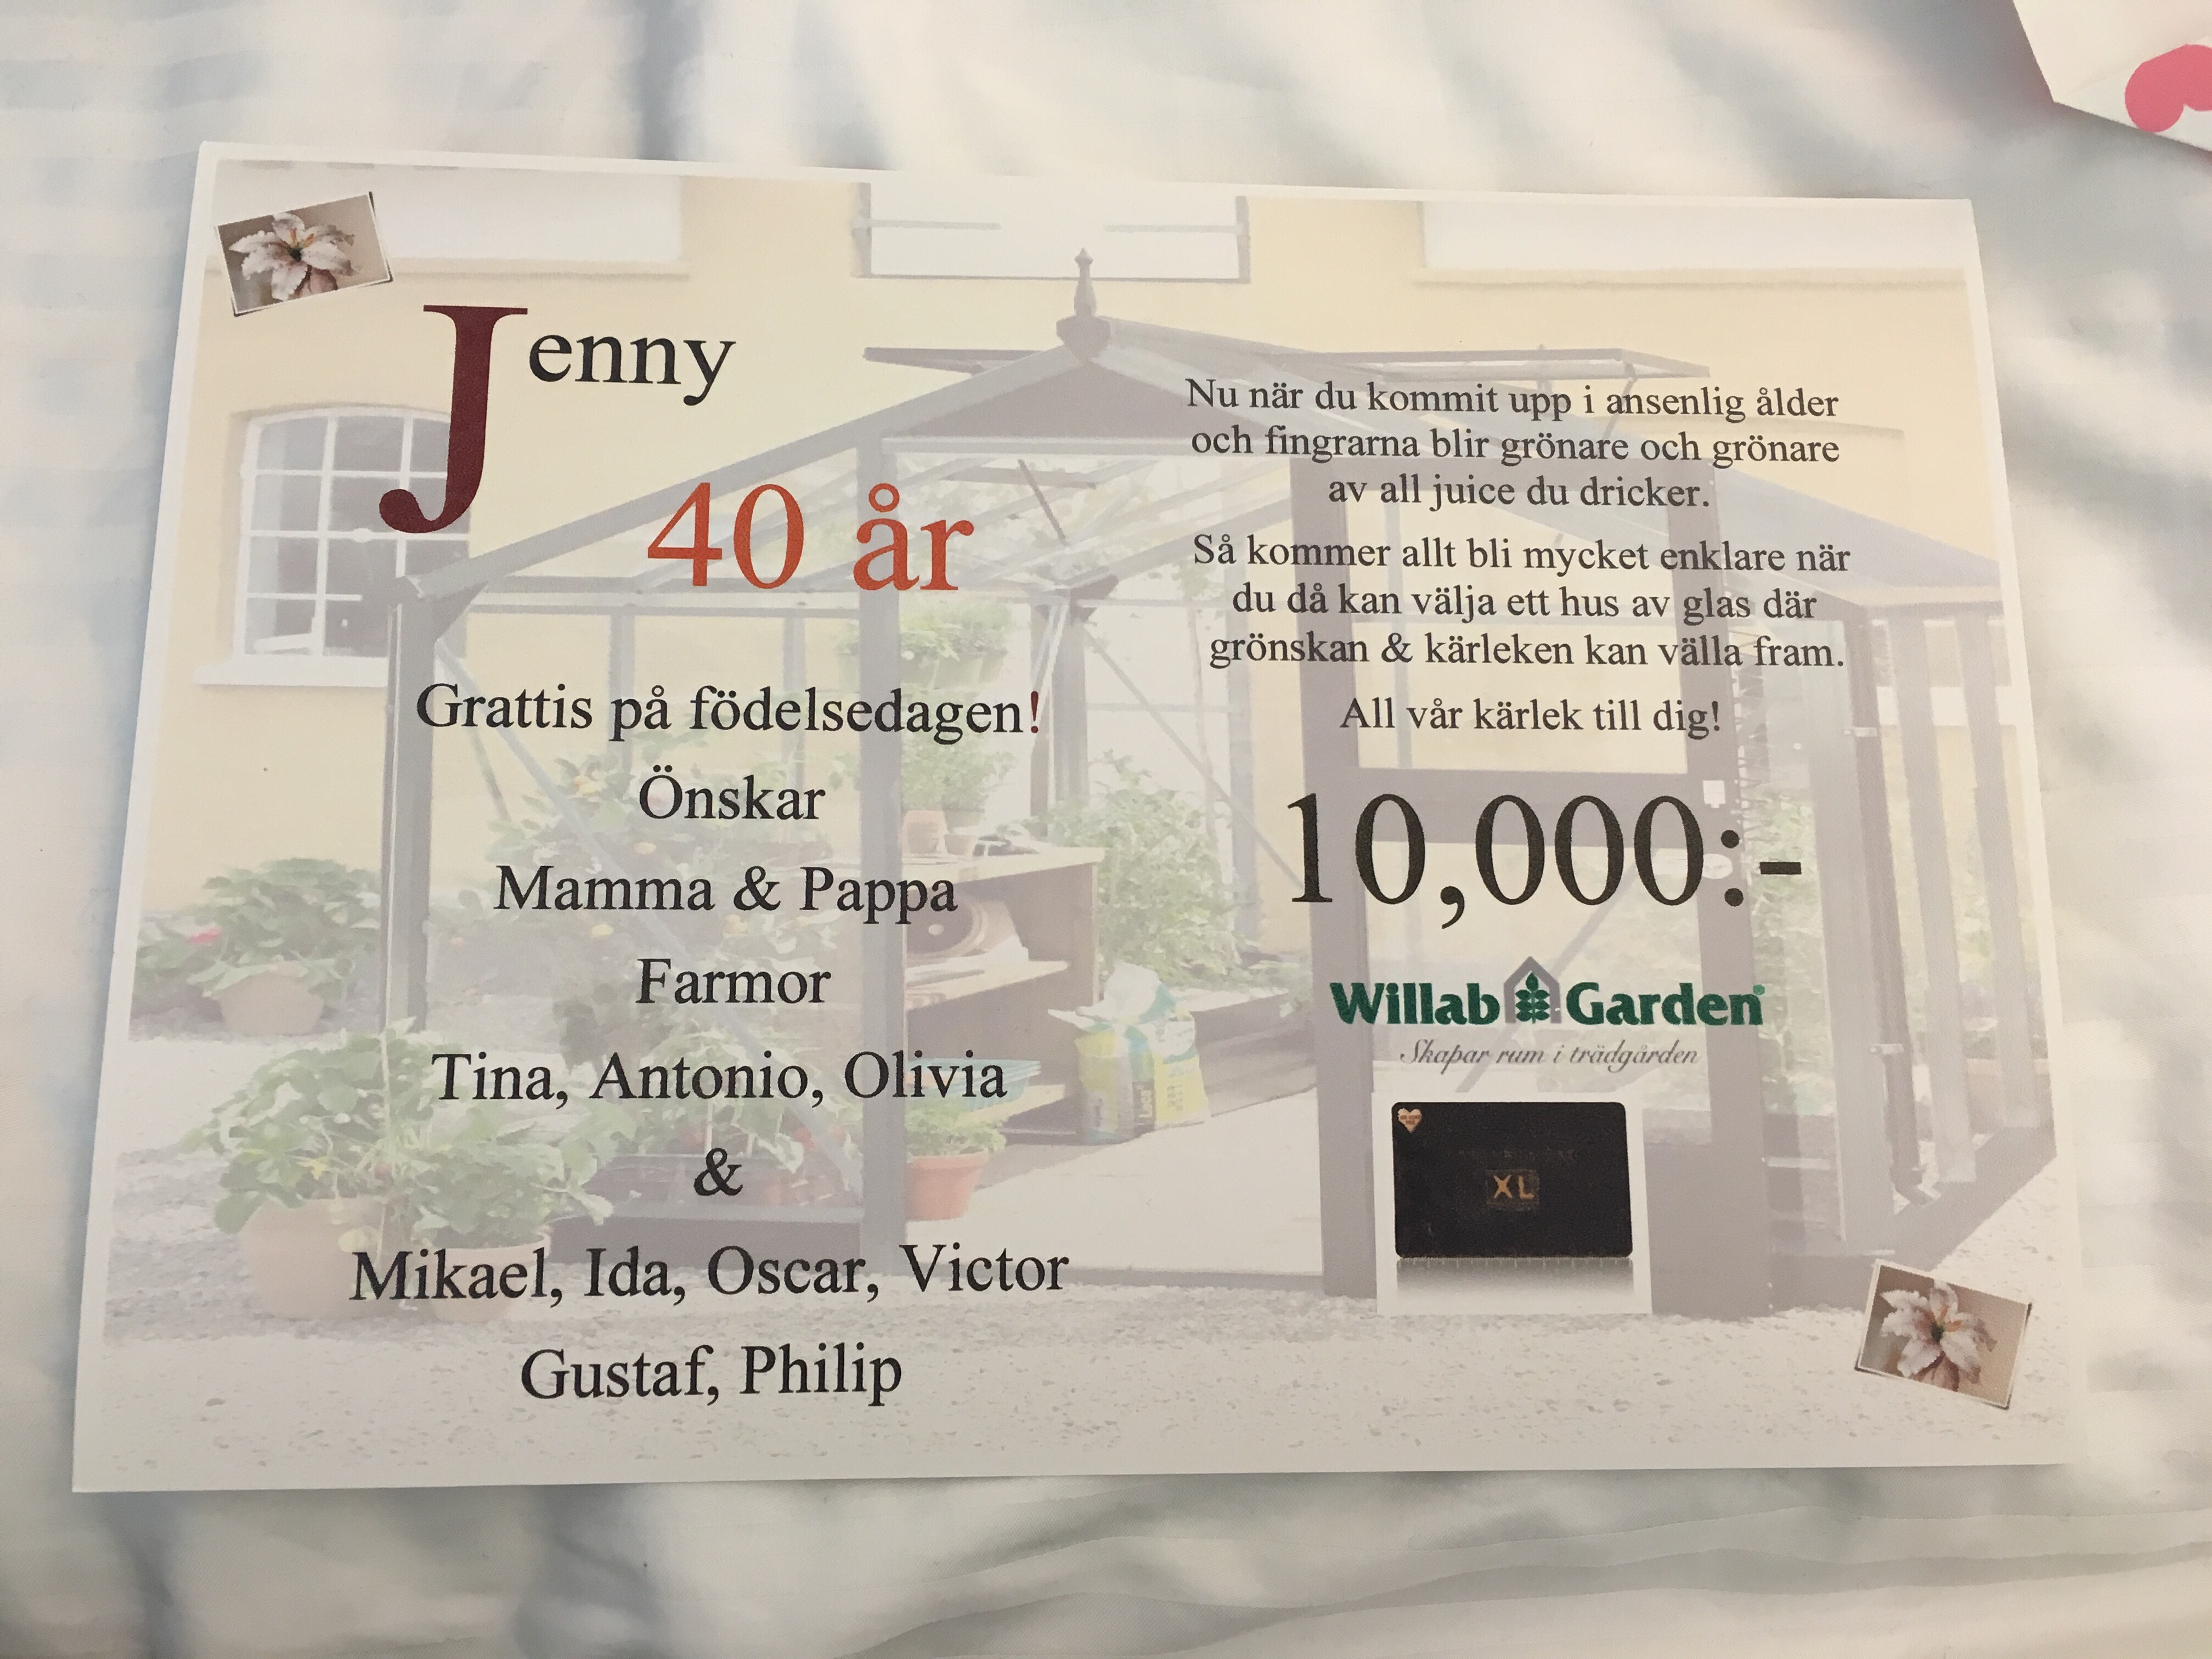 Jenny
40 år
Grattis på födelsedagen!
Önskar
Mamma & Pappa
Farmor
Tina, Antonio, Olivia
&
Mikael, Ida, Oscar, Victor
Gustaf, Philip
Nu när du kommit upp i ansenlig ålder
och fingrarna blir grönare och grönare
av all juice du dricker.
Så kommer allt bli mycket enklare när
du då kan välja ett hus av glas där
grönskan & kärleken kan välla fram.
All vår kärlek till dig!
10,000:-
Willab Garden
Skapar rum i trädgården
XL